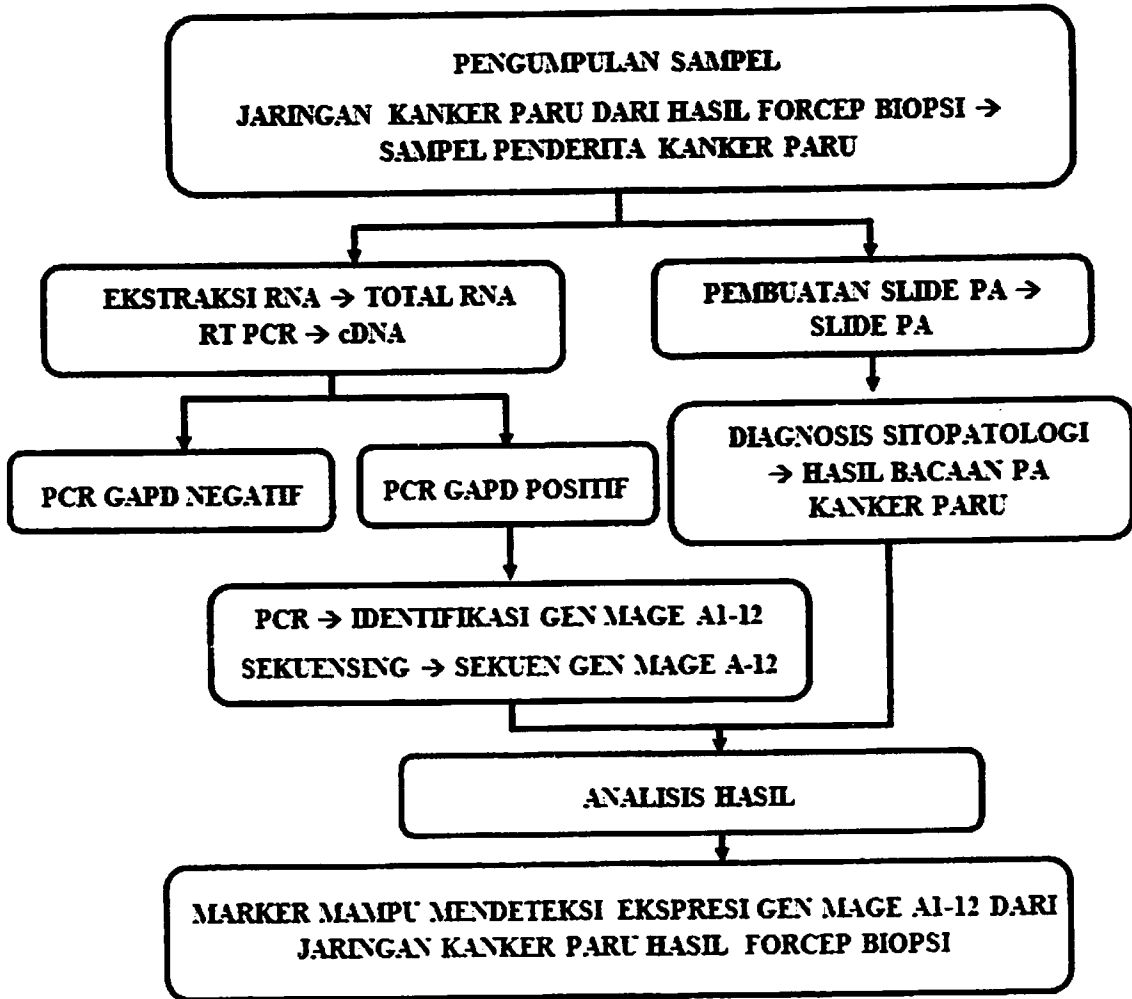 PENGUMPULAN SAMPEL
JARINGAN KANKER PARU DARI HASIL FORCEP BIOPSI →
SAMPEL PENDERITA KANKER PARU
EKSTRAKSI RNA → TOTAL RNA
RT PCR → cDNA
PEMBUATAN SLIDE PA →
SLIDE PA
PCR GAPD NEGATIF
PCR GAPD POSITIF
DIAGNOSIS SITOPATOLOGI
→ HASIL BACAAN PA
KANKER PARU
PCR → IDENTIFIKASI GEN MAGE A1-12
SEKUENSING → SEKUEN GEN MAGE A-12
ANALISIS HASIL
MARKER MAMPU MENDETEKSI EKSPRESI GEN MAGE A1-12 DARI
JARINGAN KANKER PARU HASIL FORCEP BIOPSI